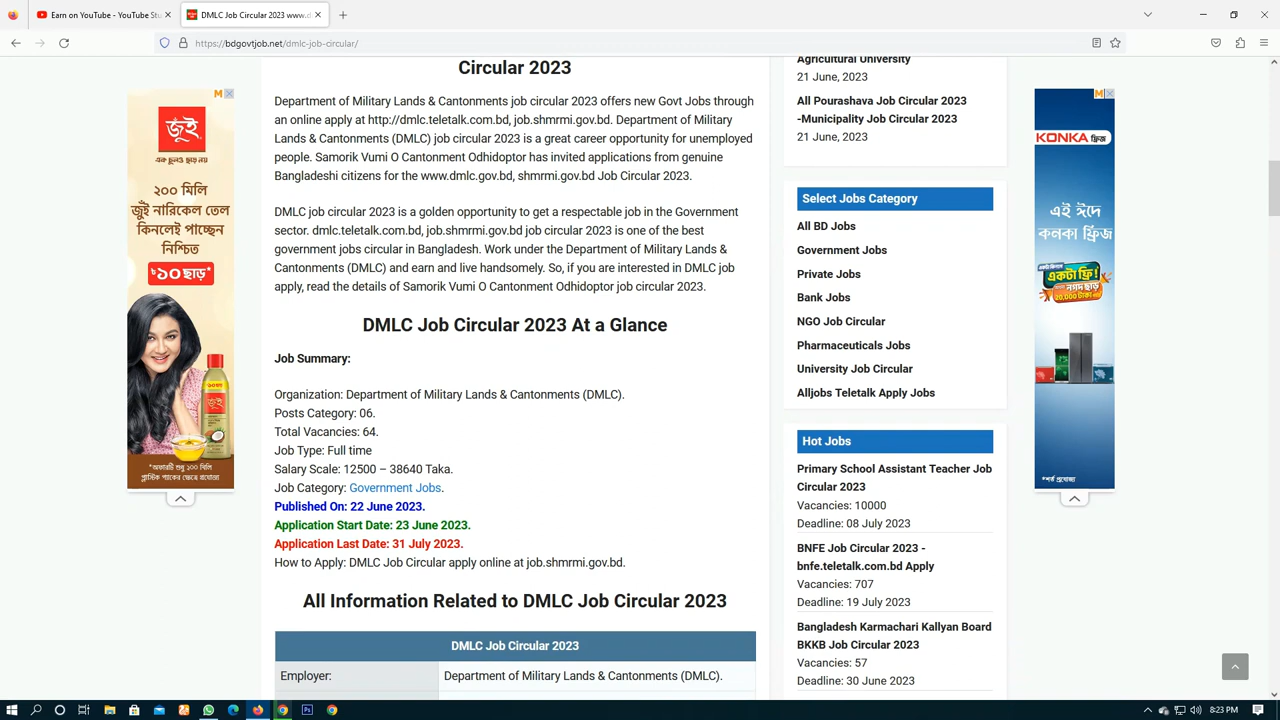 Earn on YouTube - YouTube Stu
DMLC Job Circular 2023 www.d
https://bdgovtjob.net/dmlc-job-circular/
Circular 2023
Department of Military Lands & Cantonments job circular 2023 offers new Govt Jobs through
an online apply at http://dmlc.teletalk.com.bd, job.shmrmi.gov.bd. Department of Military
Lands & Cantonments (DMLC) job circular 2023 is a great career opportunity for unemployed
people. Samorik Vumi O Cantonment Odhidoptor has invited applications from genuine
Bangladeshi citizens for the www.dmlc.gov.bd, shmrmi.gov.bd Job Circular 2023.
DMLC job circular 2023 is a golden opportunity to get a respectable job in the Government
sector. dmlc.teletalk.com.bd, job.shmrmi.gov.bd job circular 2023 is one of the best
government jobs circular in Bangladesh. Work under the Department of Military Lands &
Cantonments (DMLC) and earn and live handsomely. So, if you are interested in DMLC job
apply, read the details of Samorik Vumi O Cantonment Odhidoptor job circular 2023.
DMLC Job Circular 2023 At a Glance
Job Summary:
Organization: Department of Military Lands & Cantonments (DMLC).
Posts Category: 06.
Total Vacancies: 64.
Job Type: Full time
Salary Scale: 12500 – 38640 Taka.
Job Category: Government Jobs.
Published On: 22 June 2023.
Application Start Date: 23 June 2023.
Application Last Date: 31 July 2023.
How to Apply: DMLC Job Circular apply online at job.shmrmi.gov.bd.
All Information Related to DMLC Job Circular 2023
DMLC Job Circular 2023
Employer: Department of Military Lands & Cantonments (DMLC).
Agricultural University
21 June, 2023
All Pourashava Job Circular 2023
-Municipality Job Circular 2023
21 June, 2023
Select Jobs Category
All BD Jobs
Government Jobs
Private Jobs
Bank Jobs
NGO Job Circular
Pharmaceuticals Jobs
University Job Circular
Alljobs Teletalk Apply Jobs
Hot Jobs
Primary School Assistant Teacher Job
Circular 2023
Vacancies: 10000
Deadline: 08 July 2023
BNFE Job Circular 2023 -
bnfe.teletalk.com.bd Apply
Vacancies: 707
Deadline: 19 July 2023
Bangladesh Karmachari Kallyan Board
BKKB Job Circular 2023
Vacancies: 57
Deadline: 30 June 2023
জুঁই
একে চুলতত্ত্ব ছাড় নয়
২০০ মিলি
জুঁই নারিকেল তেল
কিনলেই পাচ্ছেন
নিশ্চিত
৳১০ ছাড়*
KONKA ফ্রিজ
এই ঈদে
কনকা ফ্রিজে
একটা ফ্রি!
20,000 টাকা
*শর্ত প্রযোজ্য
8:23 PM